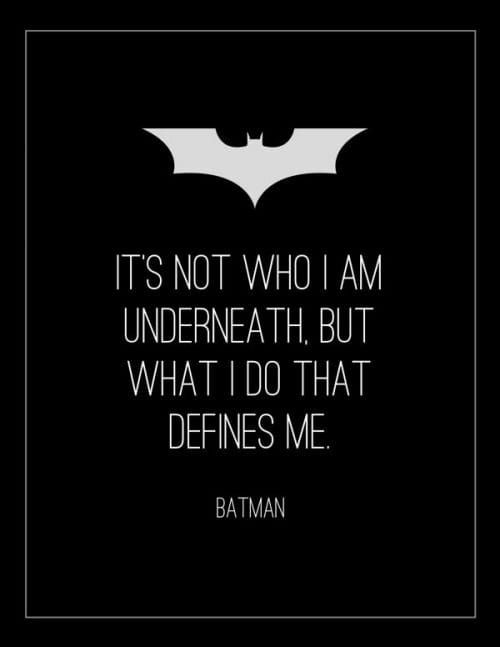 IT'S NOT WHO I AM
UNDERNEATH, BUT
WHAT I DO THAT
DEFINES ME.
BATMAN